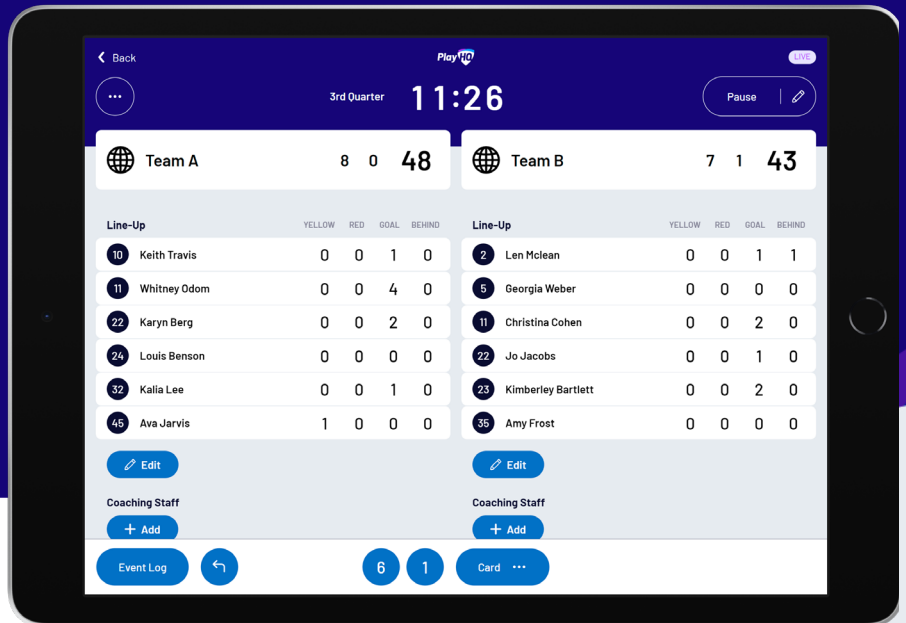 Back
PlayHQ
LIVE
...
3rd Quarter 11:26
Pause
Team A 8 0 48
Team B 7 1 43
Line-Up YELLOW RED GOAL BEHIND
10 Keith Travis 0 0 1 0
11 Whitney Odom 0 0 4 0
22 Karyn Berg 0 0 2 0
24 Louis Benson 0 0 0 0
32 Kalia Lee 0 0 1 0
45 Ava Jarvis 1 0 0 0
Edit
Coaching Staff
+ Add
Line-Up YELLOW RED GOAL BEHIND
2 Len Mclean 0 0 1 1
5 Georgia Weber 0 0 0 0
11 Christina Cohen 0 0 2 0
22 Jo Jacobs 0 0 1 0
23 Kimberley Bartlett 0 0 2 0
35 Amy Frost 0 0 0 0
Edit
Coaching Staff
+ Add
Event Log
6 1
Card ...